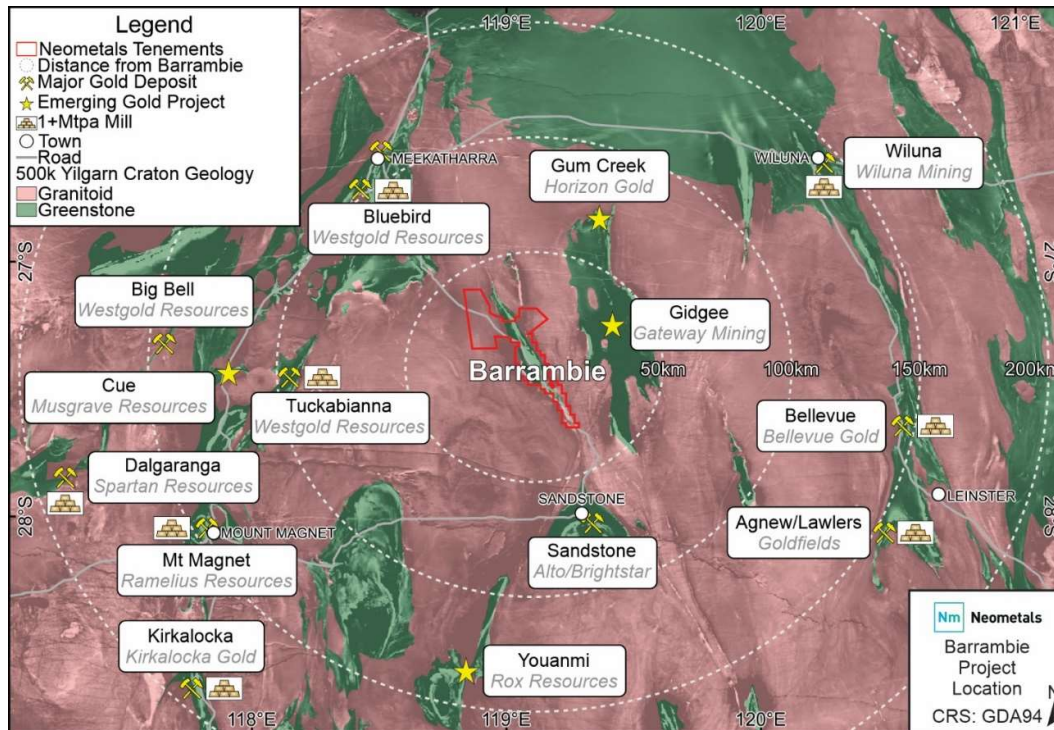 Legend
Neometals Tenements
Distance from Barrambie
Major Gold Deposit
Emerging Gold Project
1+Mtpa Mill
Town
Road
500k Yilgarn Craton Geology
Granitoid
Greenstone
119°E
120°E
121°E
MEEKATHARRA
Bluebird
Westgold Resources
Gum Creek
Horizon Gold
WILUNA
Wiluna
Wiluna Mining
27°S
27°S
Big Bell
Westgold Resources
Gidgee
Gateway Mining
Cue
Musgrave Resources
Tuckabianna
Westgold Resources
Barrambie
50km
100km
150km
200km
Bellevue
Bellevue Gold
Dalgaranga
Spartan Resources
SANDSTONE
LEINSTER
28°S
28°S
MOUNT MAGNET
Mt Magnet
Ramelius Resources
Sandstone
Alto/Brightstar
Agnew/Lawlers
Goldfields
Kirkalocka
Kirkalocka Gold
Youanmi
Rox Resources
118°E
119°E
120°E
Nm Neometals
Barrambie
Project
Location
CRS: GDA94
N